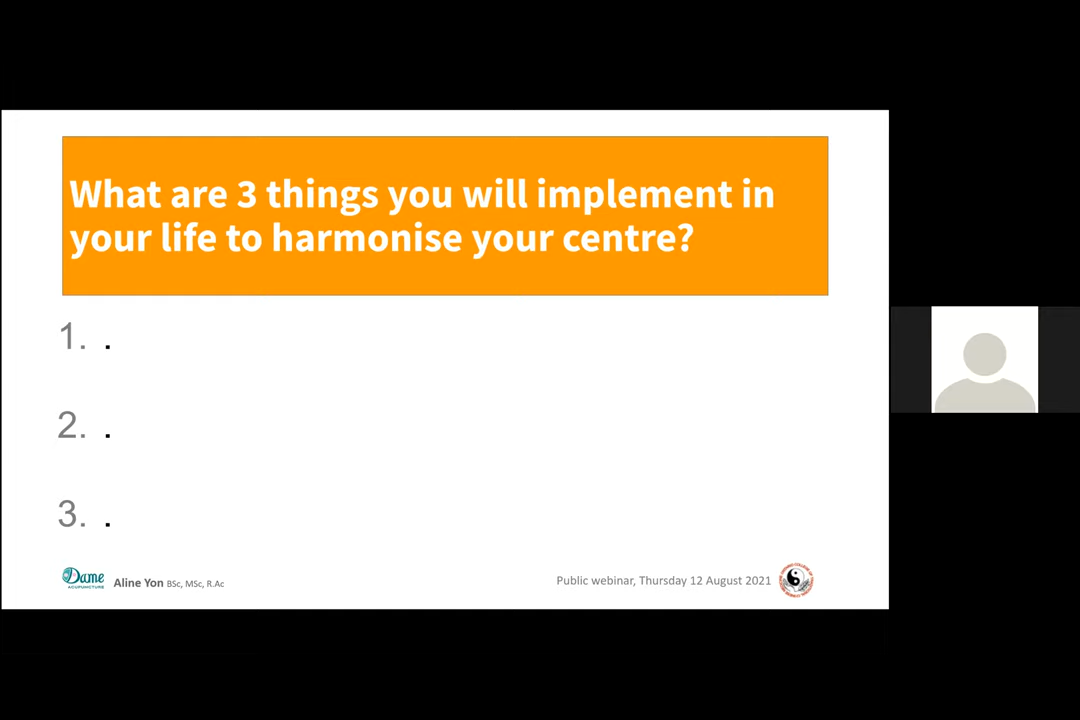 What are 3 things you will implement in
your life to harmonise your centre?
1. .
2. .
3. .
Dame
ACUPUNCTURE
Aline Yon BSc, MSc, R.Ac
Public webinar, Thursday 12 August 2021